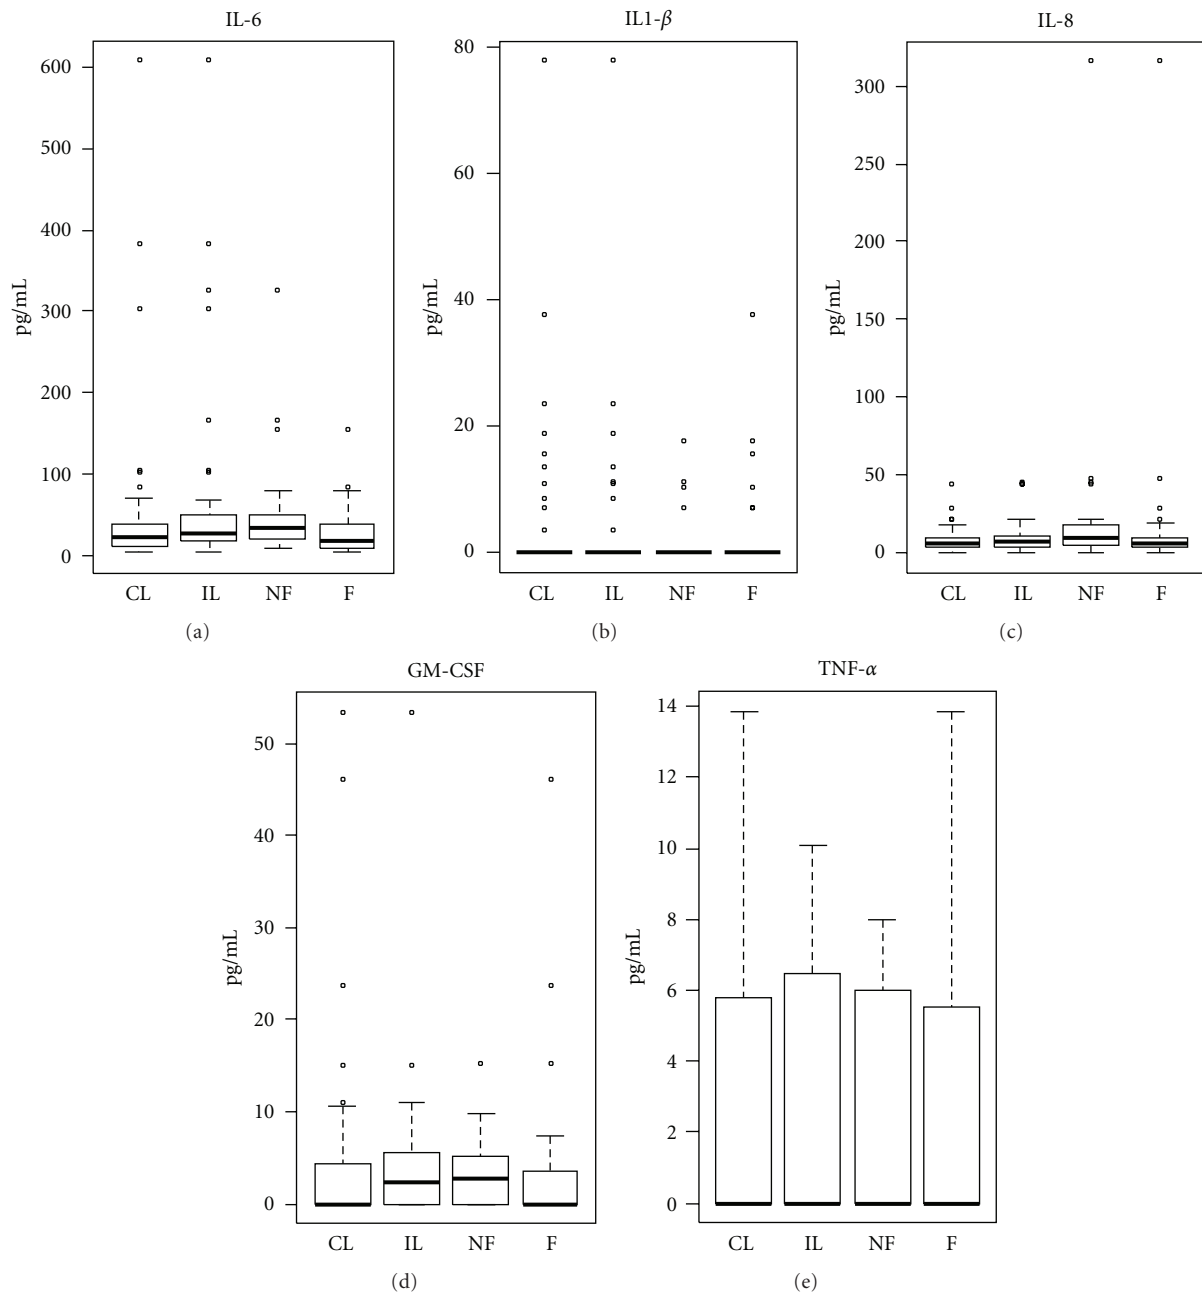 IL-6
600
500
400
300
200
100
0
pg/mL
CL IL NF F
(a)
IL1-β
80
60
40
20
0
pg/mL
CL IL NF F
(b)
IL-8
300
250
200
150
100
50
0
pg/mL
CL IL NF F
(c)
GM-CSF
50
40
30
20
10
0
pg/mL
CL IL NF F
(d)
TNF-α
14
12
10
8
6
4
2
0
pg/mL
CL IL NF F
(e)